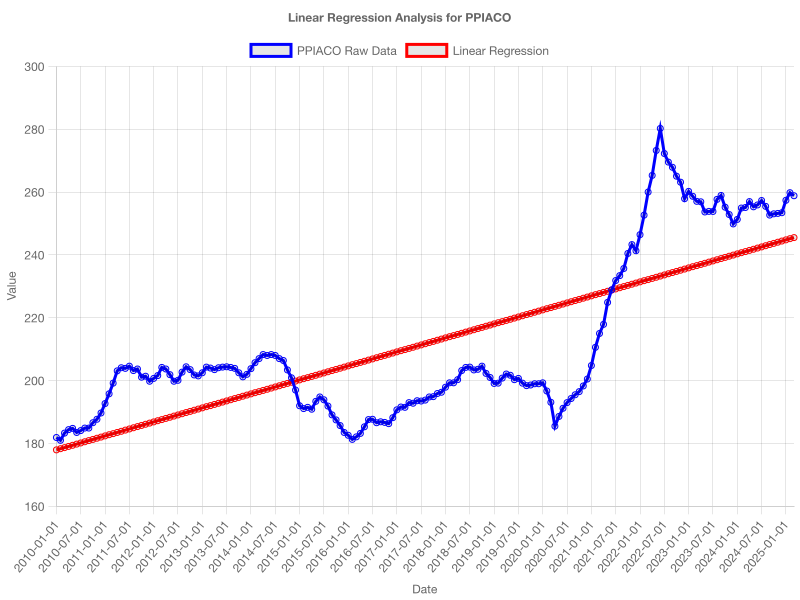 Linear Regression Analysis for PPIACO
PPIACO Raw Data Linear Regression
300
280
260
240
220
200
180
160
Value
2010-01-01 2010-07-01 2011-01-01 2011-07-01 2012-01-01 2012-07-01 2013-01-01 2013-07-01 2014-01-01 2014-07-01 2015-01-01 2015-07-01 2016-01-01 2016-07-01 2017-01-01 2017-07-01 2018-01-01 2018-07-01 2019-01-01 2019-07-01 2020-01-01 2020-07-01 2021-01-01 2021-07-01 2022-01-01 2022-07-01 2023-01-01 2023-07-01 2024-01-01 2024-07-01 2025-01-01
Date